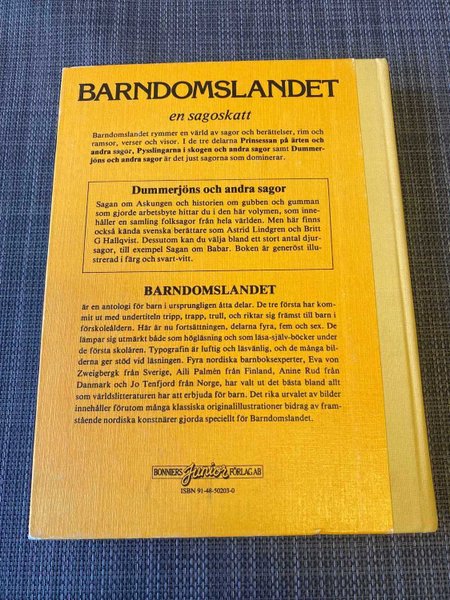 BARNDOMSLANDET
en sagoskatt
Barndomslandet rymmer en värld av sagor och berättelser, rim och
ramsor, verser och visor. I de tre delarna Prinsessan på ärten och
andra sagor, Pysslingarna i skogen och andra sagor samt Dummer-
jöns och andra sagor är det just sagorna som dominerar.
Dummerjöns och andra sagor
Sagan om Askungen och historien om gubben och gumman
som gjorde arbetsbyte hittar du i den här volymen, som inne-
håller en samling folksagor från hela världen. Men här finns
också kända svenska berättare som Astrid Lindgren och Britt
G Hallqvist. Dessutom kan du välja bland ett stort antal djur-
sagor, till exempel Sagan om Babar. Boken är generöst illu-
strerad i färg och svart-vitt.
BARNDOMSLANDET
är en antologi för barn i ursprungligen åtta delar. De tre första har kom-
mit ut med undertiteln tripp, trapp, trull, och riktar sig främst till barn i
förskoleåldern. Här är nu fortsättningen, delarna fyra, fem och sex. De
lämpar sig utmärkt både som högläsning och som läsa-själv-böcker under
de första skolåren. Typografin är luftig och läsvänlig, och de många bil-
derna ger stöd vid läsningen. Fyra nordiska barnboksexperter, Eva von
Zweigbergk från Sverige, Aili Palmén från Finland, Anine Rud från
Danmark och Jo Tenfjord från Norge, har valt ut det bästa bland allt
som världslitteraturen har att erbjuda för barn. Det rika urvalet av bilder
innehåller förutom många klassiska originalillustrationer bidrag av fram-
stående nordiska konstnärer gjorda speciellt för Barndomslandet.
BONNIERS Junior FÖRLAG AB
ISBN 91-48-50203-0